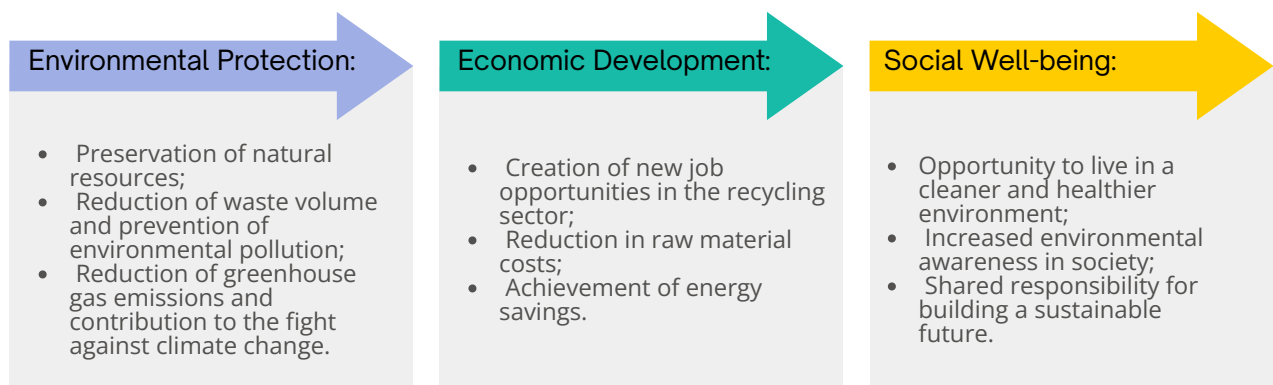 Environmental Protection:
• Preservation of natural
resources;
• Reduction of waste volume
and prevention of
environmental pollution;
• Reduction of greenhouse
gas emissions and
contribution to the fight
against climate change.
Economic Development:
• Creation of new job
opportunities in the recycling
sector;
• Reduction in raw material
costs;
• Achievement of energy
savings.
Social Well-being:
• Opportunity to live in a
cleaner and healthier
environment;
• Increased environmental
awareness in society;
• Shared responsibility for
building a sustainable
future.